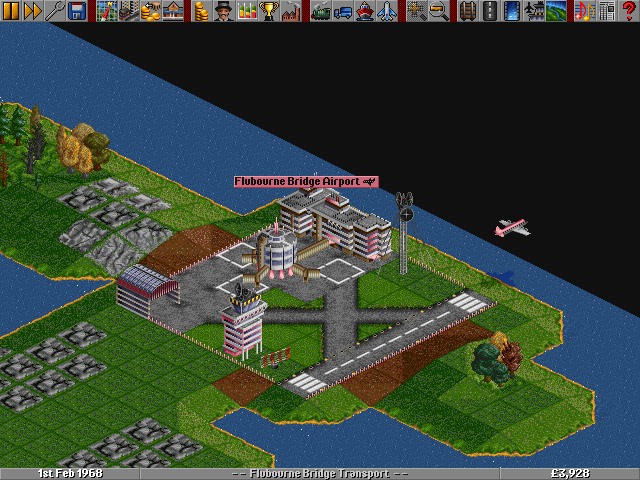 Flubourne Bridge Airport
1st Feb 1968
-- Flubourne Bridge Transport --
£3,928